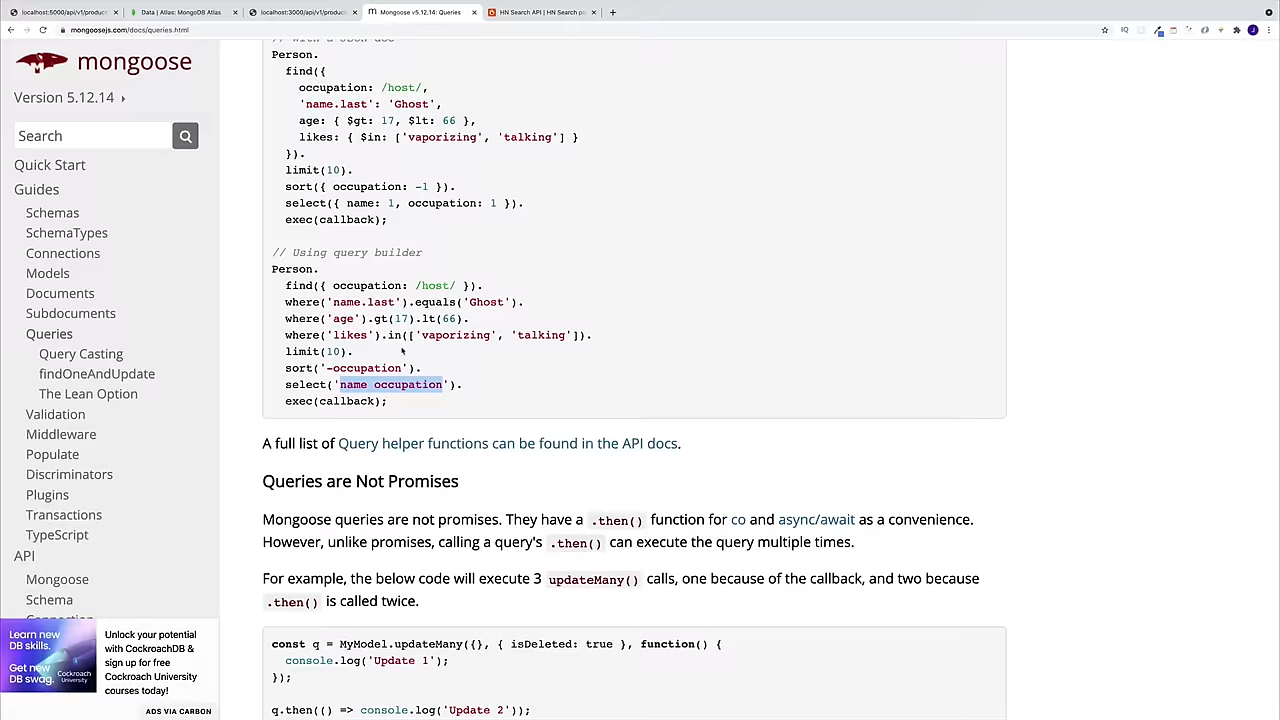 localhost:5000/api/v1/product
Data | Atlas: MongoDB Atlas
localhost:3000/api/v1/product
Mongoose v5.12.14: Queries
HN Search API | HN Search po
mongoosejs.com/docs/queries.html
mongoose
Version 5.12.14
Search
Quick Start
Guides
Schemas
SchemaTypes
Connections
Models
Documents
Subdocuments
Queries
Query Casting
findOneAndUpdate
The Lean Option
Validation
Middleware
Populate
Discriminators
Plugins
Transactions
TypeScript
API
Mongoose
Schema
Connection
Learn new
DB skills.
Get new
DB swag.
Cockroach
University
Unlock your potential
with CockroachDB &
sign up for free
Cockroach University
courses today!
ADS VIA CARBON
// With a JSON doc
Person.
find({
occupation: /host/,
'name.last': 'Ghost',
age: { $gt: 17, $lt: 66 },
likes: { $in: ['vaporizing', 'talking'] }
}).
limit(10).
sort({ occupation: -1 }).
select({ name: 1, occupation: 1 }).
exec(callback);
// Using query builder
Person.
find({ occupation: /host/ }).
where('name.last').equals('Ghost').
where('age').gt(17).lt(66).
where('likes').in(['vaporizing', 'talking']).
limit(10).
sort('-occupation').
select('name occupation').
exec(callback);
A full list of Query helper functions can be found in the API docs.
Queries are Not Promises
Mongoose queries are not promises. They have a .then() function for co and async/await as a convenience.
However, unlike promises, calling a query's .then() can execute the query multiple times.
For example, the below code will execute 3 updateMany() calls, one because of the callback, and two because
.then() is called twice.
const q = MyModel.updateMany({}, { isDeleted: true }, function() {
console.log('Update 1');
});
q.then(() => console.log('Update 2'));